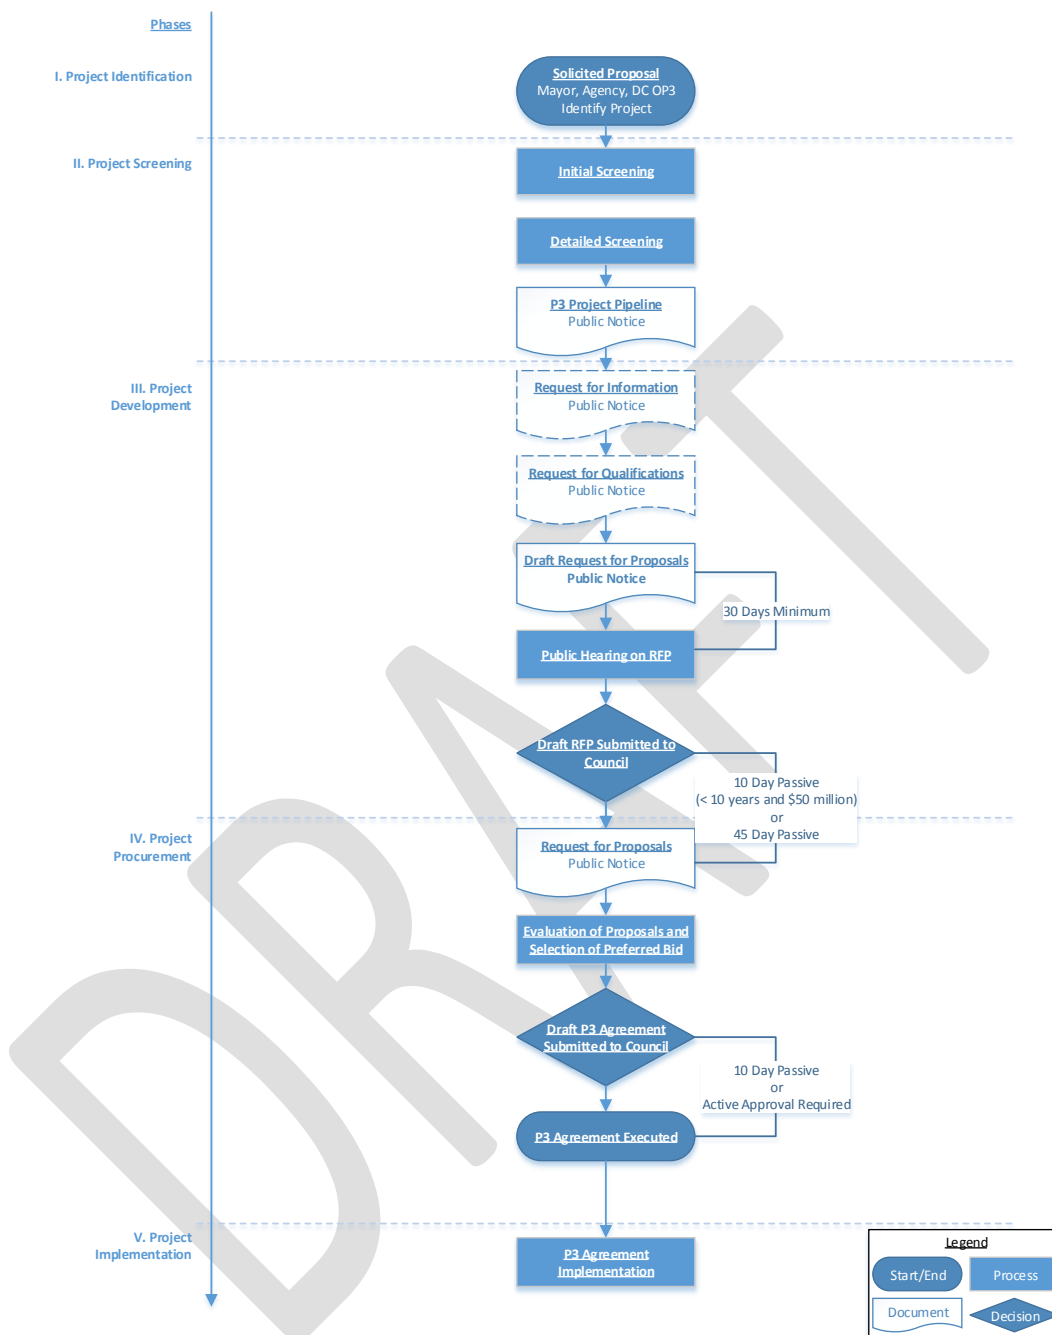 Phases
I. Project Identification
Solicited Proposal
Mayor, Agency, DC OP3
Identify Project
II. Project Screening
Initial Screening
Detailed Screening
P3 Project Pipeline
Public Notice
III. Project
Development
Request for Information
Public Notice
Request for Qualifications
Public Notice
Draft Request for Proposals
Public Notice
30 Days Minimum
Public Hearing on RFP
Draft RFP Submitted to
Council
10 Day Passive
(< 10 years and $50 million)
or
45 Day Passive
IV. Project
Procurement
Request for Proposals
Public Notice
Evaluation of Proposals and
Selection of Preferred Bid
Draft P3 Agreement
Submitted to Council
10 Day Passive
or
Active Approval Required
P3 Agreement Executed
V. Project
Implementation
P3 Agreement
Implementation
Legend
Start/End
Process
Document
Decision
DRAFT